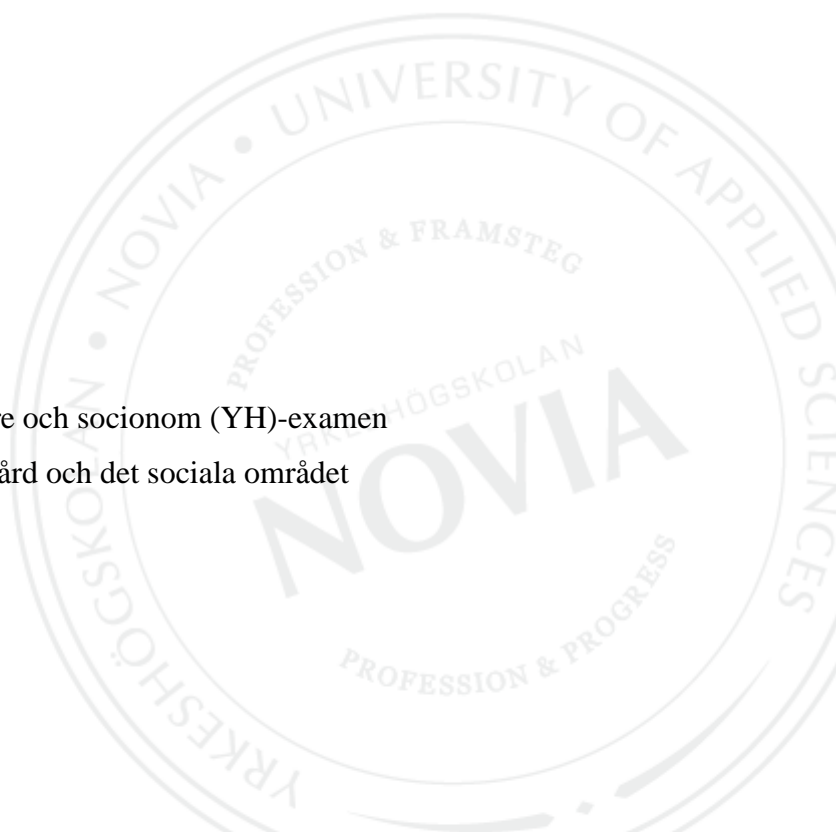 UNIVERSITY OF APPLIED SCIENCES
YRKESHÖGSKOLAN • NOVIA •
PROFESSION & FRAMSTEG
YRKESHÖGSKOLAN
NOVIA
PROFESSION & PROGRESS
re och socionom (YH)-examen
ård och det sociala området